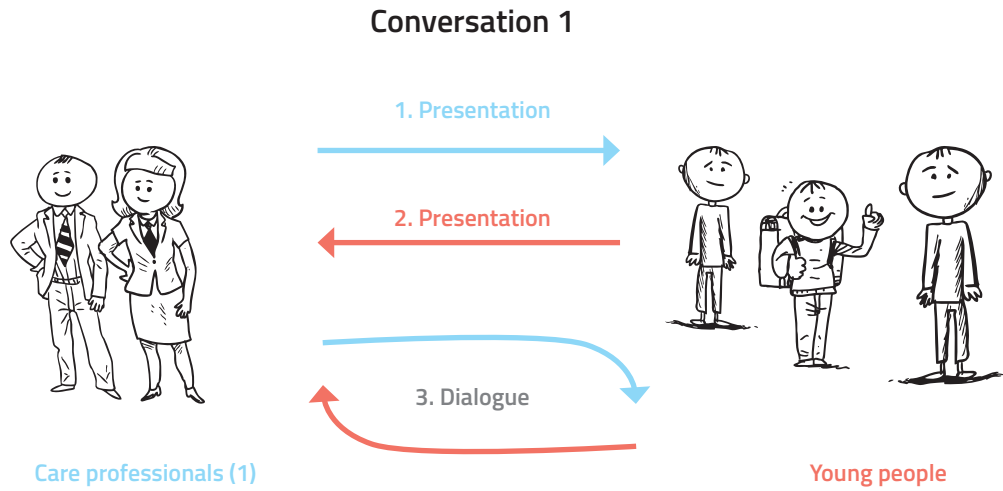 Conversation 1
1. Presentation
2. Presentation
3. Dialogue
Care professionals (1)
Young people